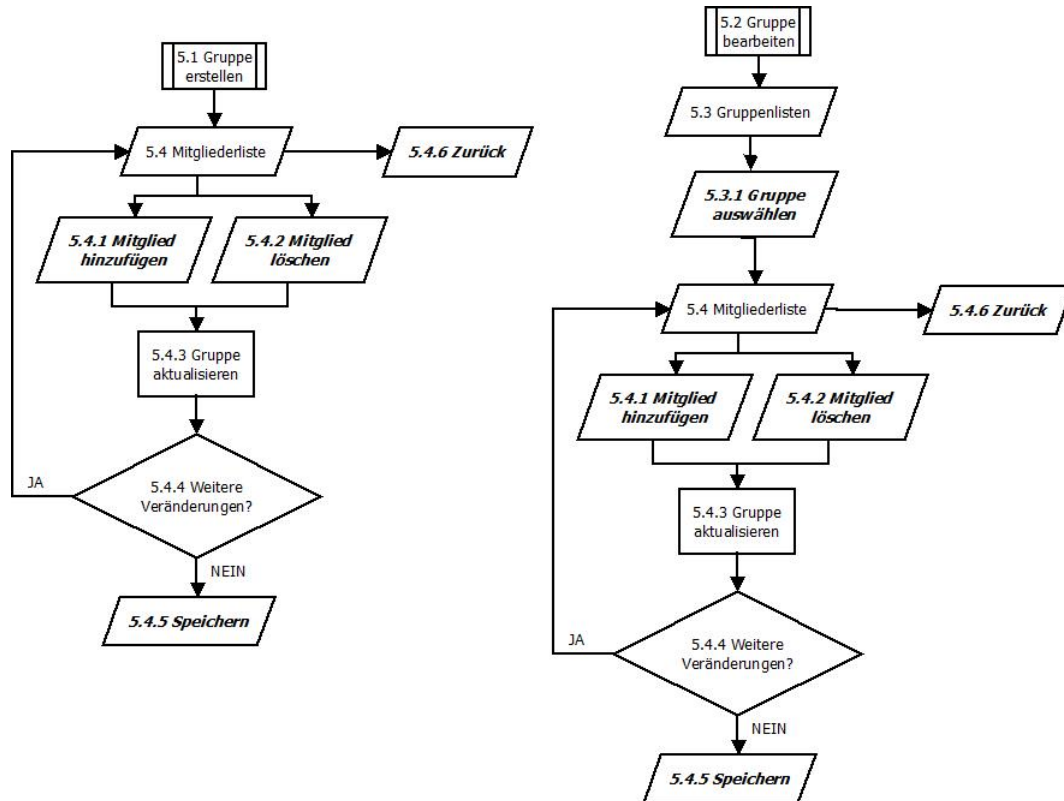 5.1 Gruppe
erstellen
5.4 Mitgliederliste
5.4.6 Zurück
5.4.1 Mitglied
hinzufügen
5.4.2 Mitglied
löschen
5.4.3 Gruppe
aktualisieren
JA
5.4.4 Weitere
Veränderungen?
NEIN
5.4.5 Speichern
5.2 Gruppe
bearbeiten
5.3 Gruppenlisten
5.3.1 Gruppe
auswählen
5.4 Mitgliederliste
5.4.6 Zurück
5.4.1 Mitglied
hinzufügen
5.4.2 Mitglied
löschen
5.4.3 Gruppe
aktualisieren
JA
5.4.4 Weitere
Veränderungen?
NEIN
5.4.5 Speichern